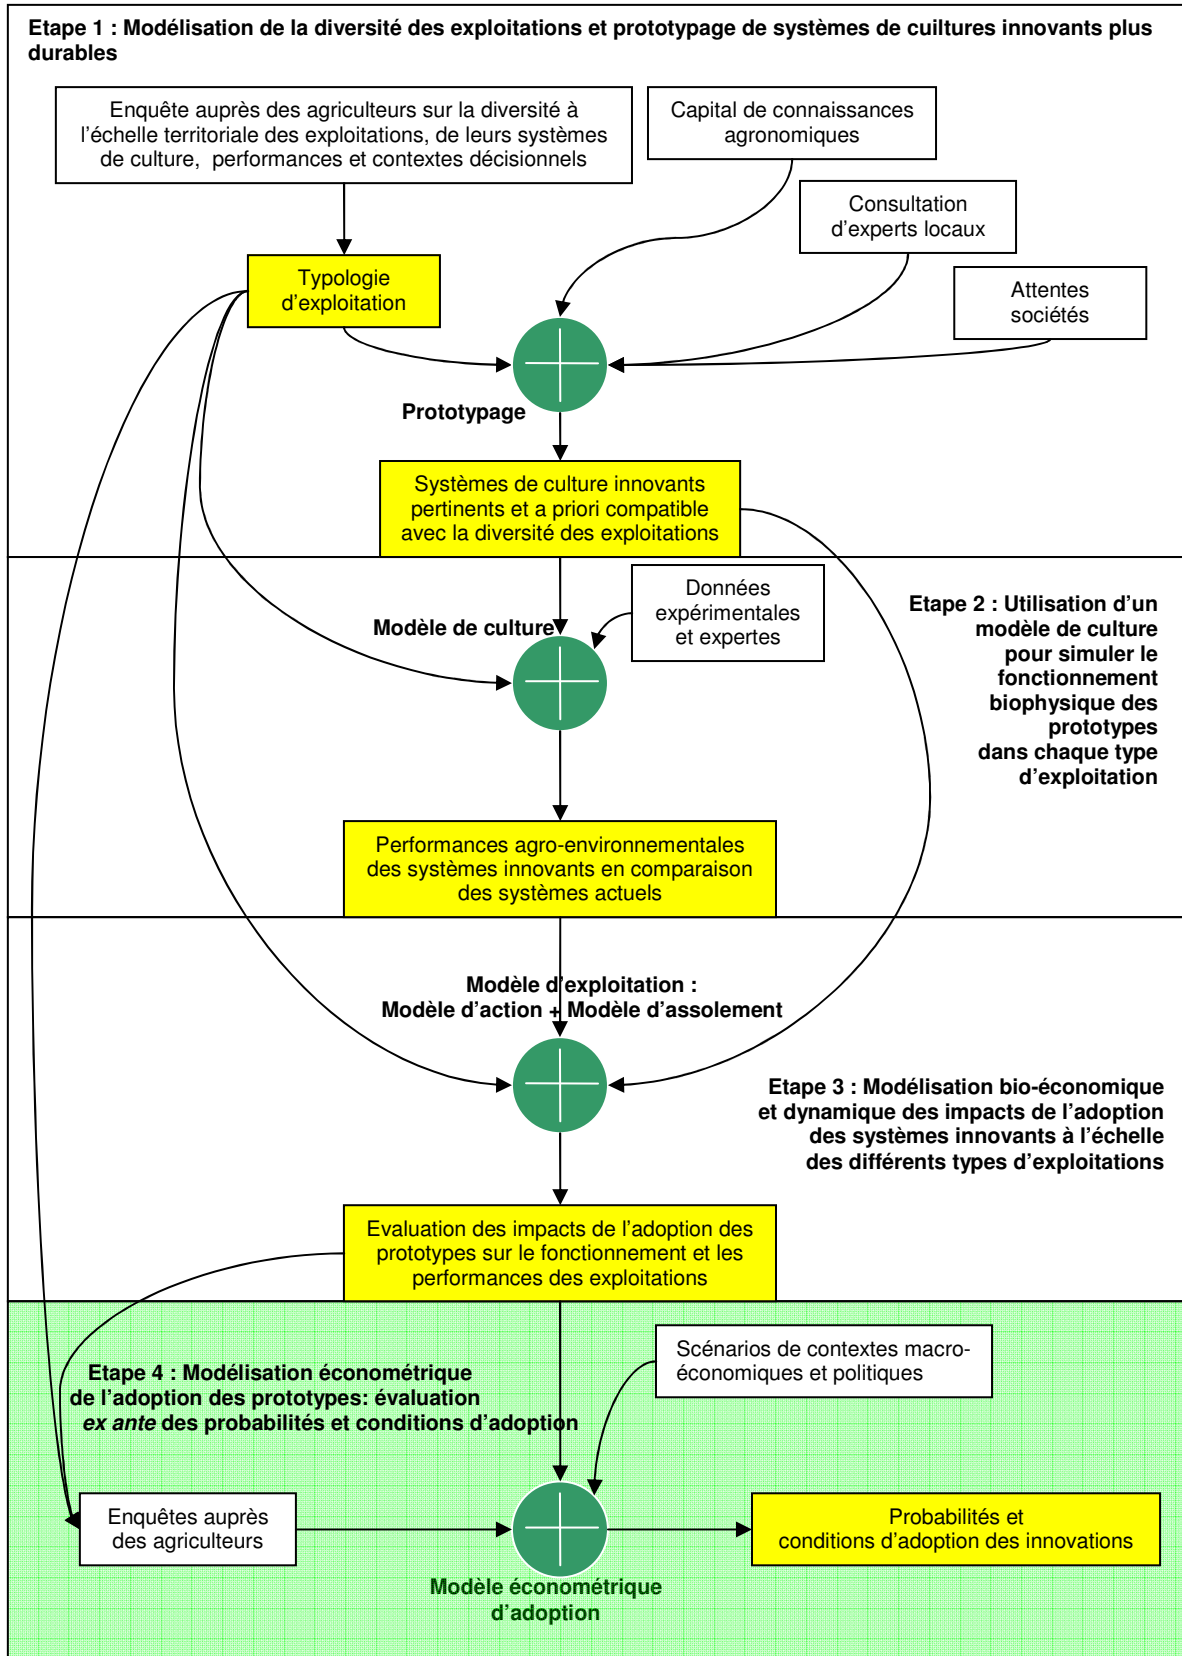 Etape 1 : Modélisation de la diversité des exploitations et prototypage de systèmes de cuiltures innovants plus
durables
Enquête auprès des agriculteurs sur la diversité à
l'échelle territoriale des exploitations, de leurs systèmes
de culture, performances et contextes décisionnels
Capital de connaissances
agronomiques
Consultation
d'experts locaux
Attentes
sociétés
Typologie
d'exploitation
Prototypage
Systèmes de culture innovants
pertinents et a priori compatible
avec la diversité des exploitations
Données
expérimentales
et expertes
Modèle de culture
Etape 2 : Utilisation d'un
modèle de culture
pour simuler le
fonctionnement
biophysique des
prototypes
dans chaque type
d'exploitation
Performances agro-environnementales
des systèmes innovants en comparaison
des systèmes actuels
Modèle d'exploitation :
Modèle d'action + Modèle d'assolement
Etape 3 : Modélisation bio-économique
et dynamique des impacts de l'adoption
des systèmes innovants à l'échelle
des différents types d'exploitations
Evaluation des impacts de l'adoption des
prototypes sur le fonctionnement et les
performances des exploitations
Scénarios de contextes macro-
économiques et politiques
Etape 4 : Modélisation économétrique
de l'adoption des prototypes: évaluation
ex ante des probabilités et conditions d'adoption
Enquêtes auprès
des agriculteurs
Probabilités et
conditions d'adoption des innovations
Modèle économétrique
d'adoption